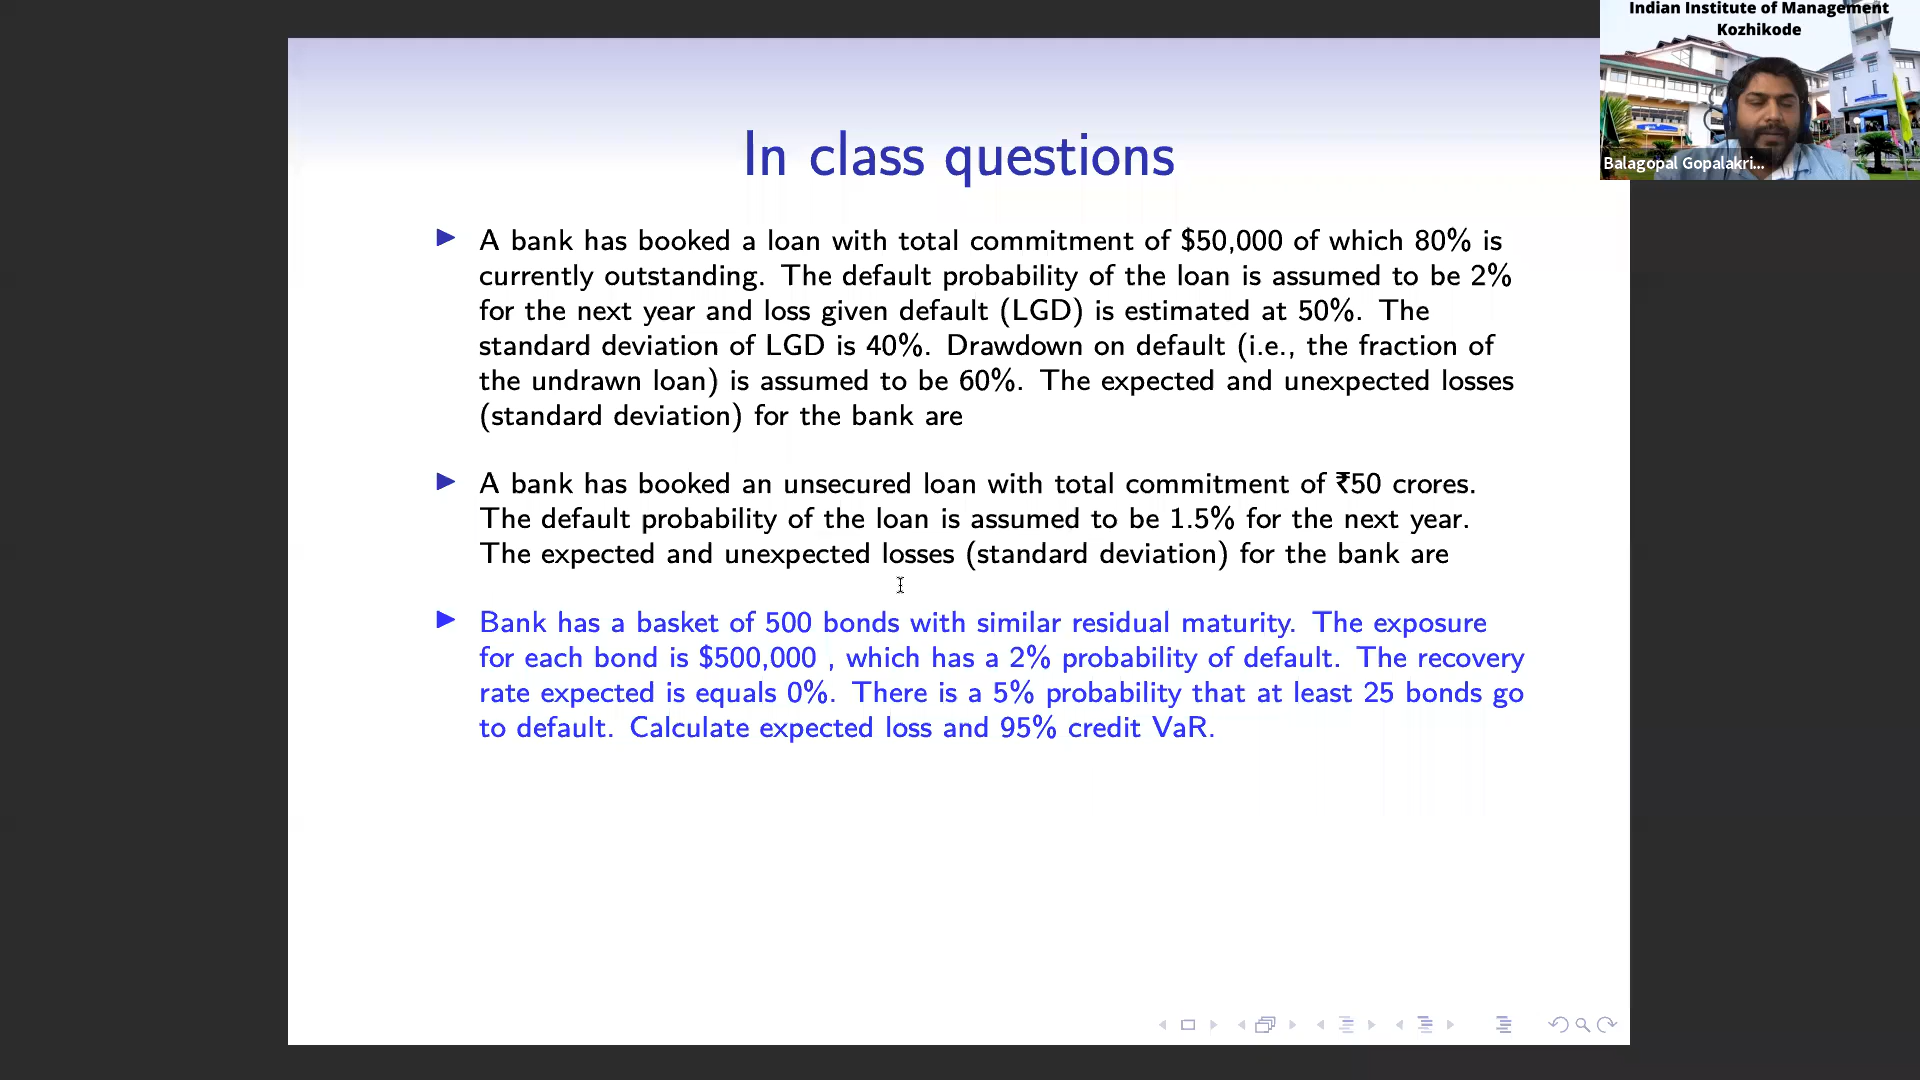 Indian Institute of Management
Kozhikode
Balagopal Gopalakri...
In class questions
A bank has booked a loan with total commitment of $50,000 of which 80% is
currently outstanding. The default probability of the loan is assumed to be 2%
for the next year and loss given default (LGD) is estimated at 50%. The
standard deviation of LGD is 40%. Drawdown on default (i.e., the fraction of
the undrawn loan) is assumed to be 60%. The expected and unexpected losses
(standard deviation) for the bank are
A bank has booked an unsecured loan with total commitment of ₹50 crores.
The default probability of the loan is assumed to be 1.5% for the next year.
The expected and unexpected losses (standard deviation) for the bank are
Bank has a basket of 500 bonds with similar residual maturity. The exposure
for each bond is $500,000 , which has a 2% probability of default. The recovery
rate expected is equals 0%. There is a 5% probability that at least 25 bonds go
to default. Calculate expected loss and 95% credit VaR.